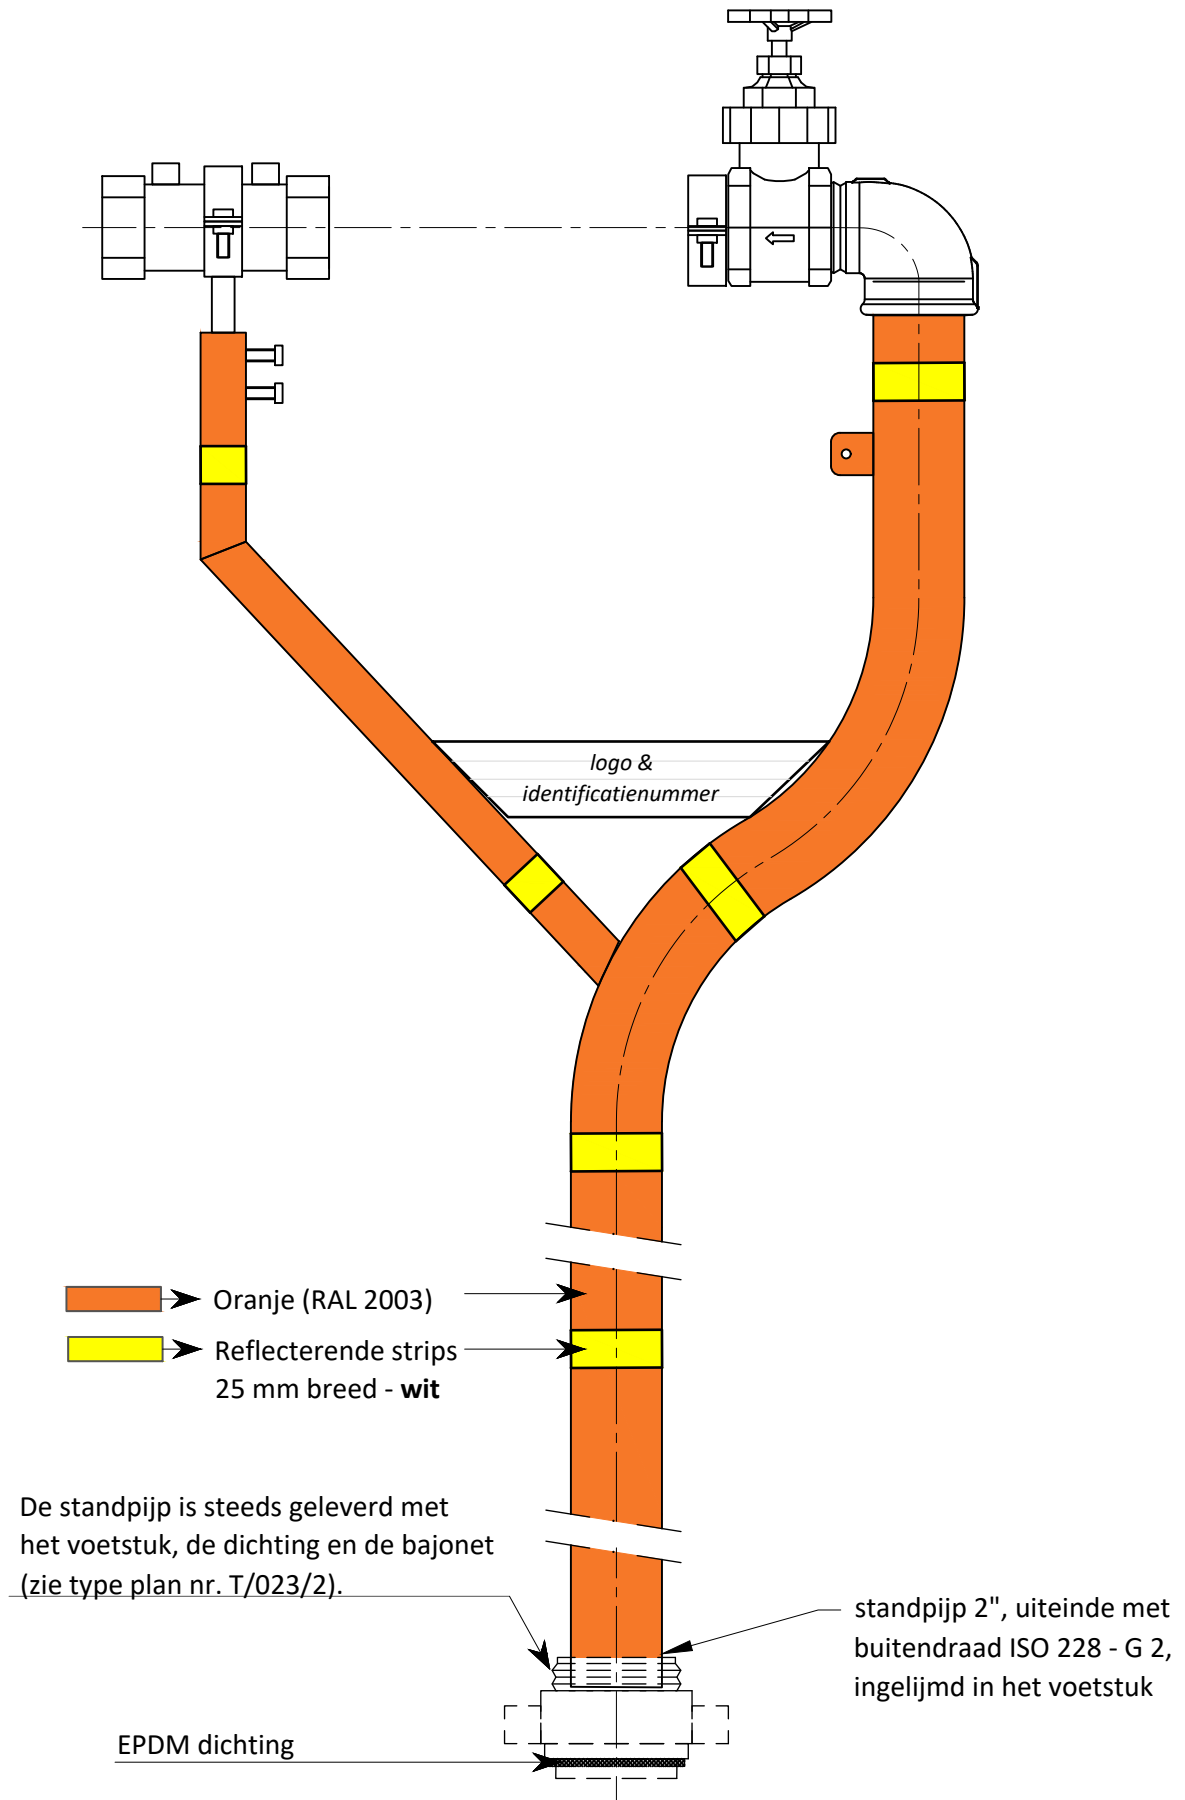 logo &
identificatienummer
Oranje (RAL 2003)
Reflecterende strips
25 mm breed - wit
De standpijp is steeds geleverd met
het voetstuk, de dichting en de bajonet
(zie type plan nr. T/023/2).
standpijp 2", uiteinde met
buitendraad ISO 228 - G 2,
ingelijmd in het voetstuk
EPDM dichting